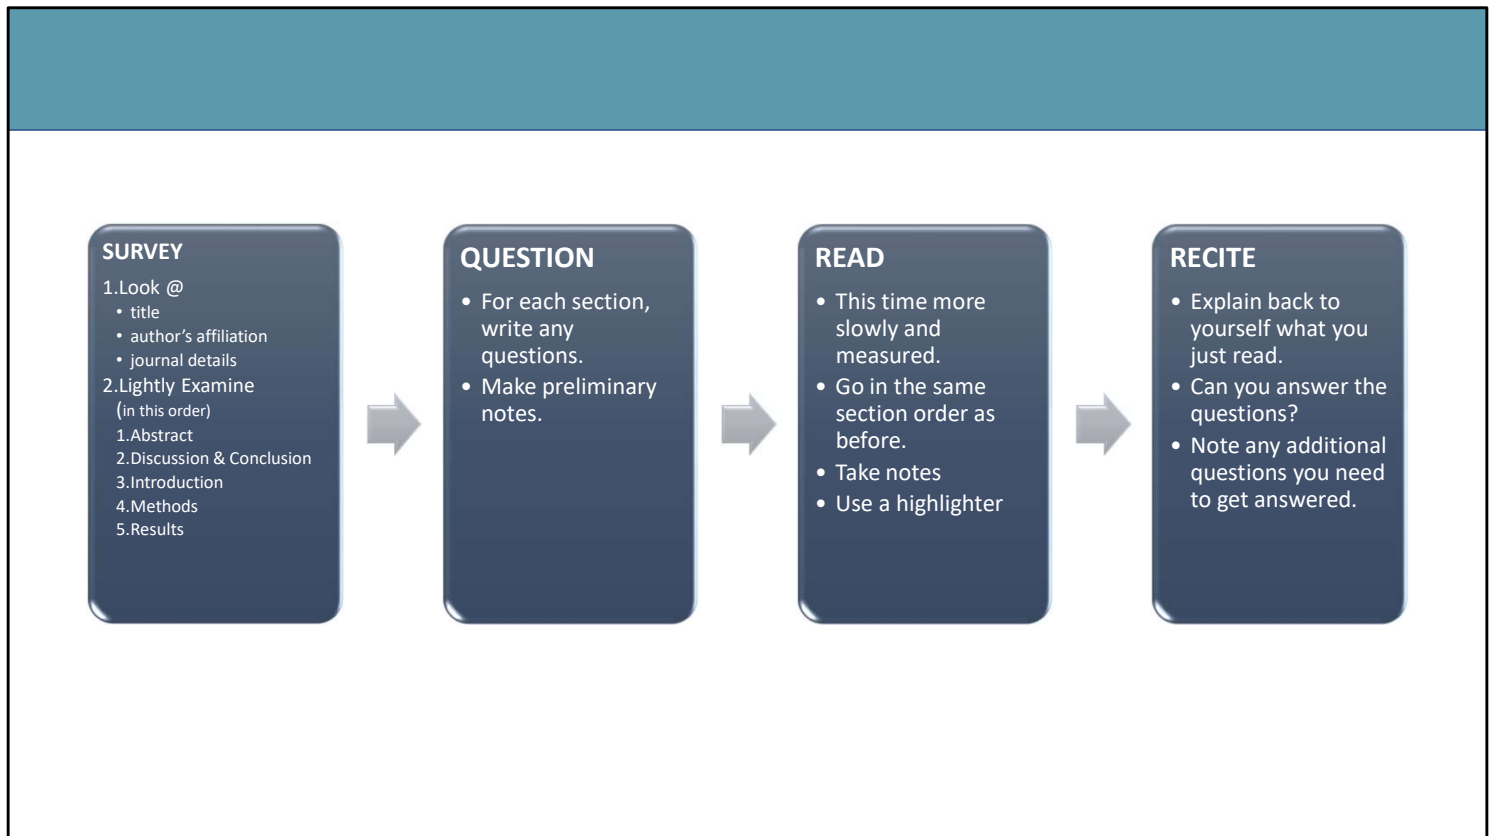 SURVEY
1.Look @
• title
• author’s affiliation
• journal details
2.Lightly Examine
(in this order)
1.Abstract
2.Discussion & Conclusion
3.Introduction
4.Methods
5.Results
QUESTION
• For each section,
write any
questions.
• Make preliminary
notes.
READ
• This time more
slowly and
measured.
• Go in the same
section order as
before.
• Take notes
• Use a highlighter
RECITE
• Explain back to
yourself what you
just read.
• Can you answer the
questions?
• Note any additional
questions you need
to get answered.